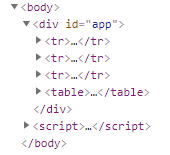 ▼<body>
▼<div id="app">
▶<tr>…</tr>
▶<tr>…</tr>
▶<tr>…</tr>
▶<table>…</table>
</div>
▶<script>…</script>
</body>